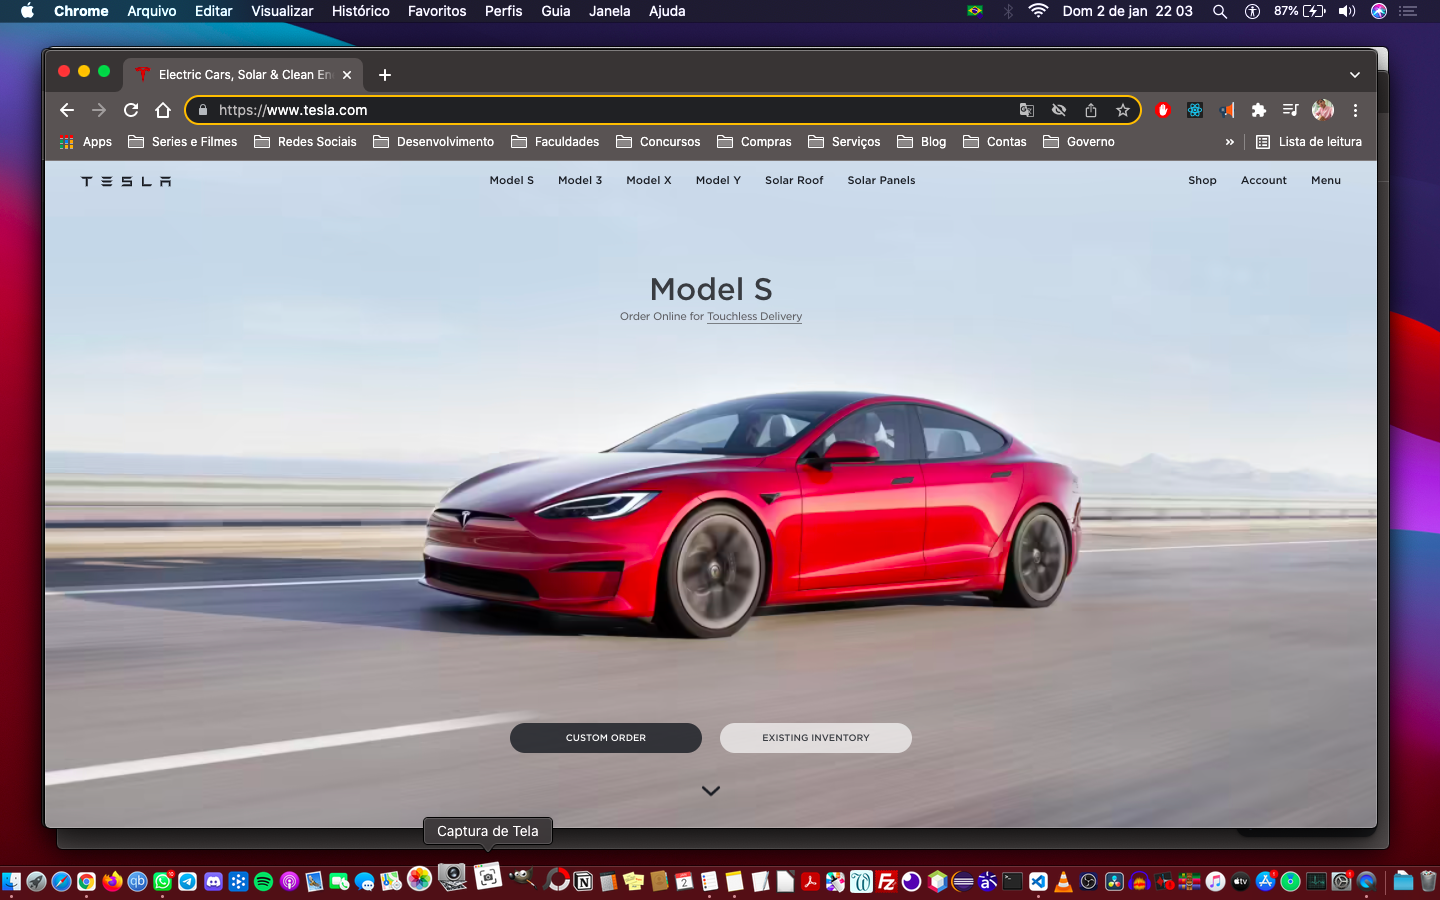 Chrome Arquivo Editar Visualizar Histórico Favoritos Perfis Guia Janela Ajuda Dom 2 de jan 22 03 87%
Electric Cars, Solar & Clean En
https://www.tesla.com
Apps Series e Filmes Redes Sociais Desenvolvimento Faculdades Concursos Compras Serviços Blog Contas Governo » Lista de leitura
TESLA Model S Model 3 Model X Model Y Solar Roof Solar Panels Shop Account Menu
Model S
Order Online for Touchless Delivery
CUSTOM ORDER EXISTING INVENTORY
Captura de Tela